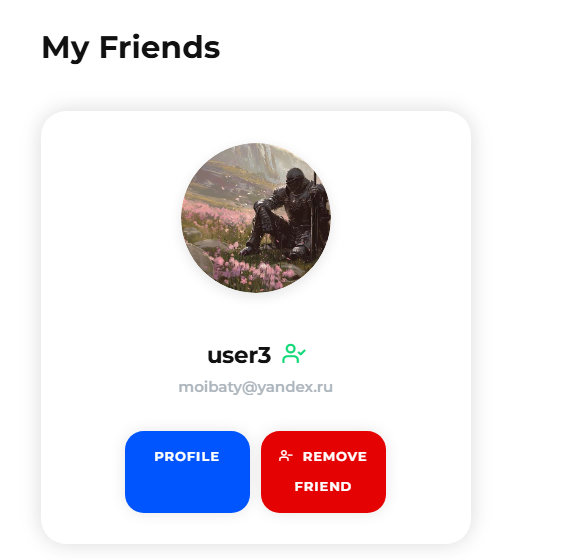 My Friends
user3
moibaty@yandex.ru
PROFILE
REMOVE
FRIEND